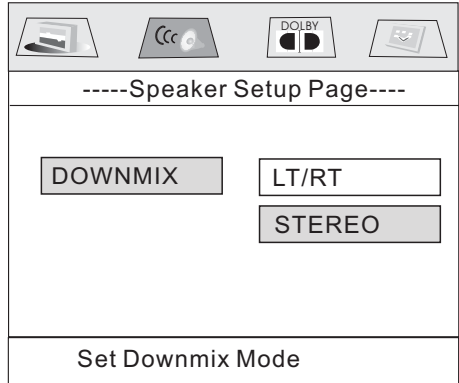 DOLBY
-----Speaker Setup Page----
DOWNMIX
LT/RT
STEREO
Set Downmix Mode